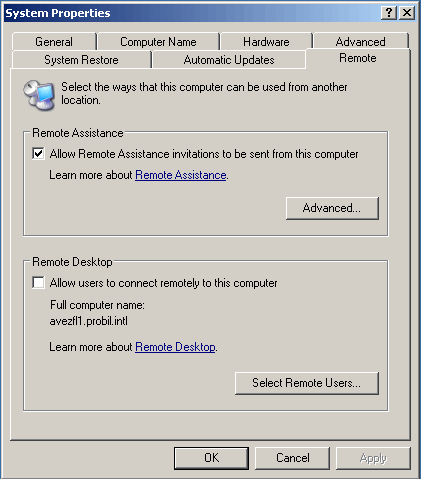 System Properties
General Computer Name Hardware Advanced
System Restore Automatic Updates Remote
Select the ways that this computer can be used from another
location.
Remote Assistance
Allow Remote Assistance invitations to be sent from this computer
Learn more about Remote Assistance.
Advanced...
Remote Desktop
Allow users to connect remotely to this computer
Full computer name:
avezfl1.probil.intl
Learn more about Remote Desktop.
Select Remote Users...
OK Cancel Apply